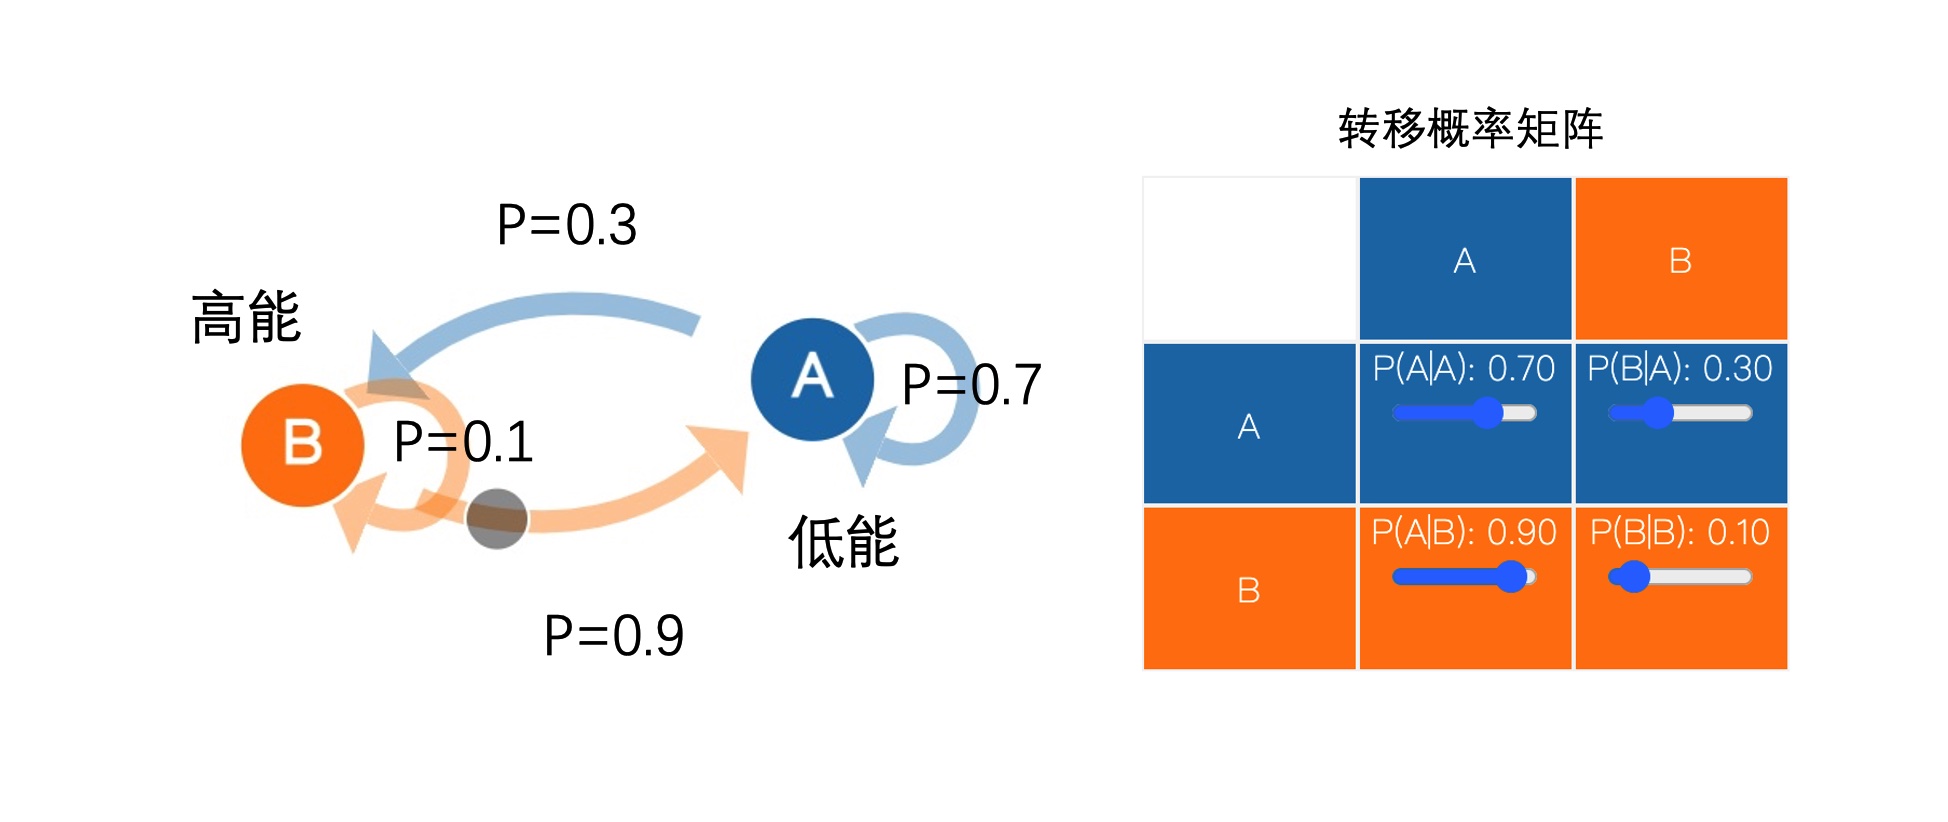 P=0.3
高能
B
P=0.1
A
P=0.7
低能
P=0.9
转移概率矩阵
A B
A P(A|A): 0.70 P(B|A): 0.30
B P(A|B): 0.90 P(B|B): 0.10